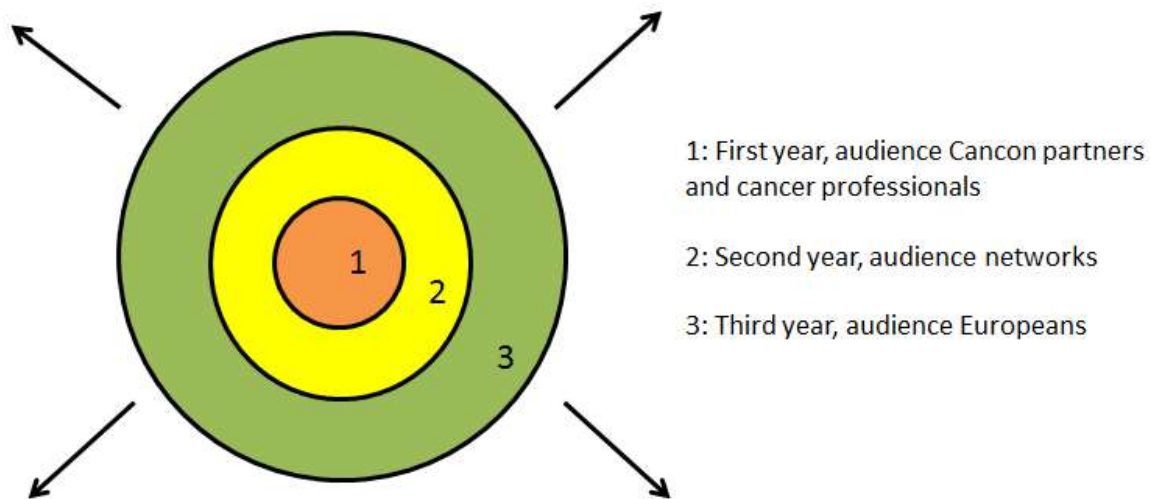 1: First year, audience Cancon partners
and cancer professionals
1
2: Second year, audience networks
2
3: Third year, audience Europeans
3